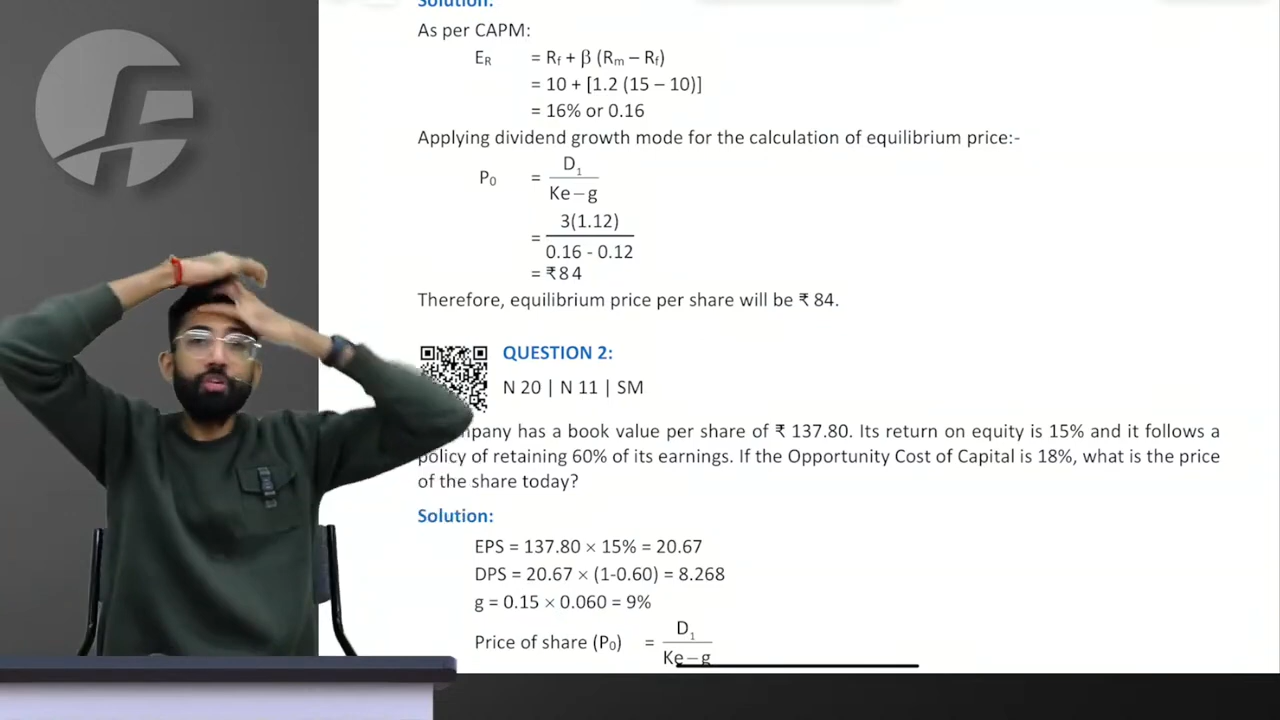 Solution:
As per CAPM:
E_R = R_f + β (R_m – R_f)
= 10 + [1.2 (15 – 10)]
= 16% or 0.16
Applying dividend growth mode for the calculation of equilibrium price:-
P₀ = D₁ / Ke – g
= 3(1.12) / 0.16 - 0.12
= ₹84
Therefore, equilibrium price per share will be ₹ 84.
QUESTION 2:
N 20 | N 11 | SM
mpany has a book value per share of ₹ 137.80. Its return on equity is 15% and it follows a
policy of retaining 60% of its earnings. If the Opportunity Cost of Capital is 18%, what is the price
of the share today?
Solution:
EPS = 137.80 × 15% = 20.67
DPS = 20.67 × (1-0.60) = 8.268
g = 0.15 × 0.060 = 9%
Price of share (P₀) = D₁ / Ke – g